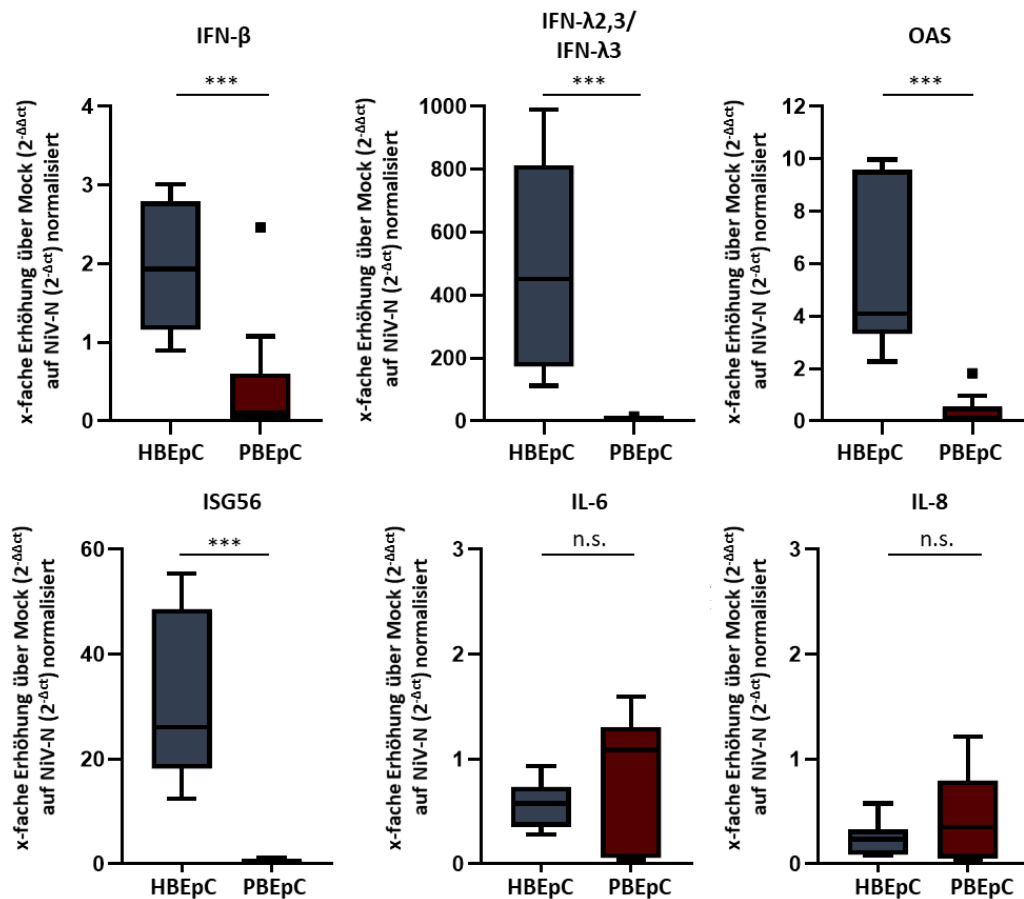 IFN-β
***
x-fache Erhöhung über Mock (2^-ΔΔct)
auf NiV-N (2^-Δct) normalisiert
4
3
2
1
0
HBEpC PBEpC
IFN-λ2,3/
IFN-λ3
***
x-fache Erhöhung über Mock (2^-ΔΔct)
auf NiV-N (2^-Δct) normalisiert
1000
800
600
400
200
0
HBEpC PBEpC
OAS
***
x-fache Erhöhung über Mock (2^-ΔΔct)
auf NiV-N (2^-Δct) normalisiert
12
10
8
6
4
2
0
HBEpC PBEpC
ISG56
***
x-fache Erhöhung über Mock (2^-ΔΔct)
auf NiV-N (2^-Δct) normalisiert
60
40
20
0
HBEpC PBEpC
IL-6
n.s.
x-fache Erhöhung über Mock (2^-ΔΔct)
auf NiV-N (2^-Δct) normalisiert
3
2
1
0
HBEpC PBEpC
IL-8
n.s.
x-fache Erhöhung über Mock (2^-ΔΔct)
auf NiV-N (2^-Δct) normalisiert
3
2
1
0
HBEpC PBEpC